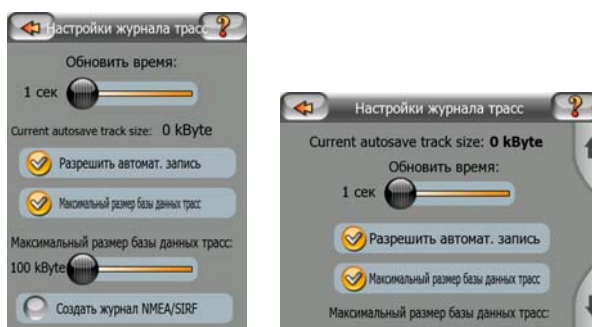 Настройки журнала трасс
Обновить время:
1 сек
Current autosave track size: 0 kByte
Разрешить автомат. запись
Максимальный размер базы данных трасс
Максимальный размер базы данных трасс:
100 kByte
Создать журнал NMEA/SIRF
Настройки журнала трасс
Current autosave track size: 0 kByte
Обновить время:
1 сек
Разрешить автомат. запись
Максимальный размер базы данных трасс
Максимальный размер базы данных трасс: